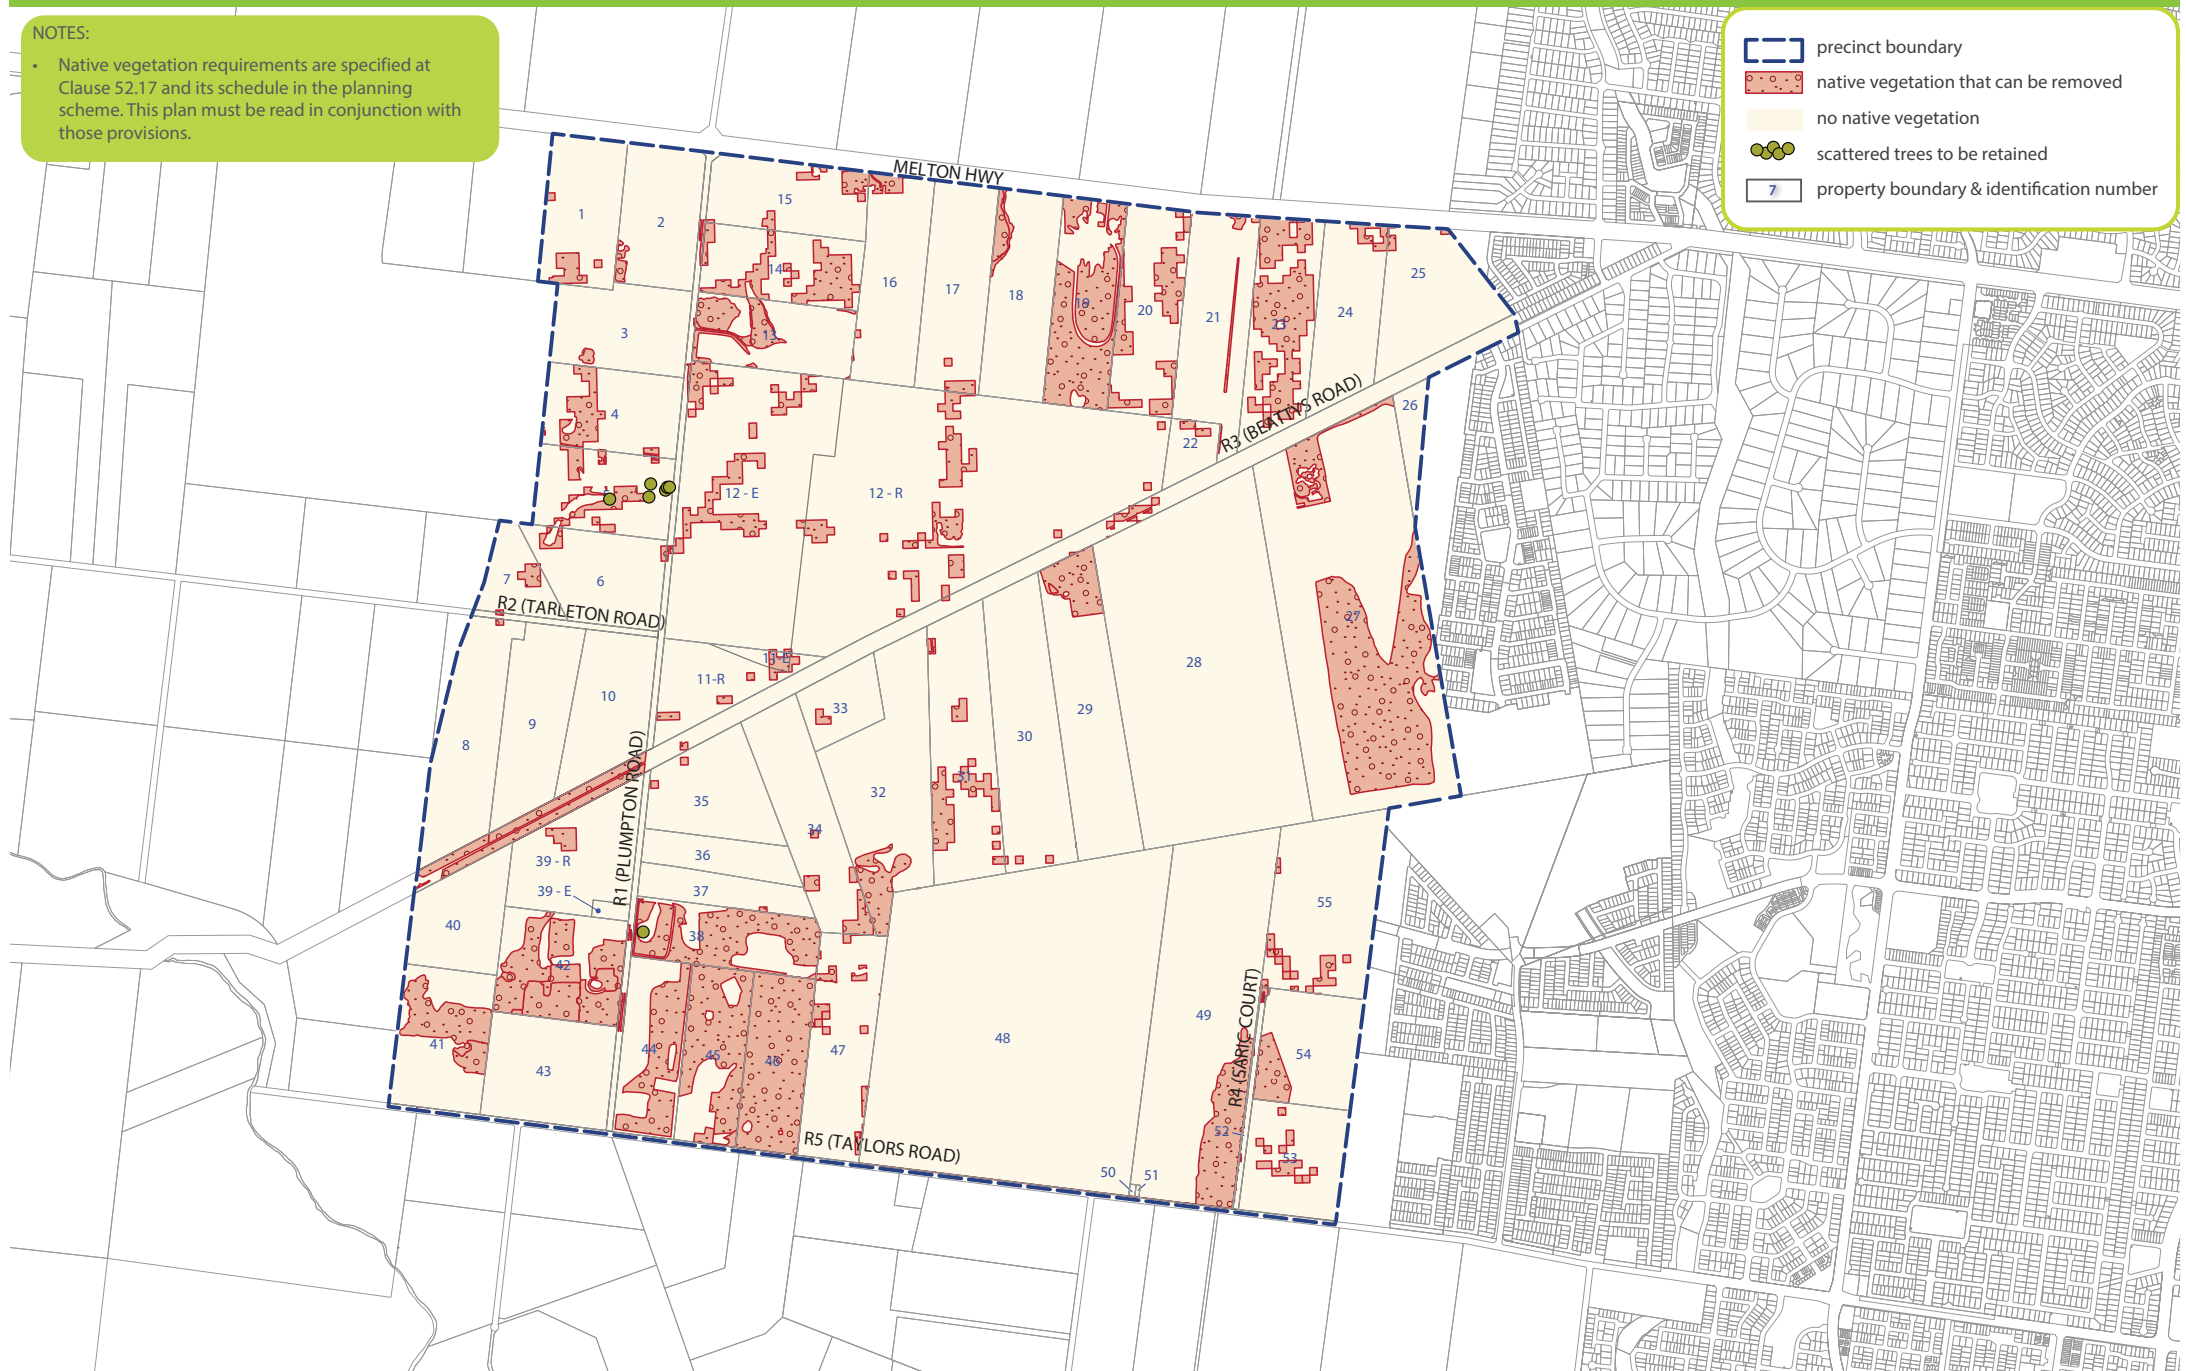 NOTES:
• Native vegetation requirements are specified at
Clause 52.17 and its schedule in the planning
scheme. This plan must be read in conjunction with
those provisions.
precinct boundary
native vegetation that can be removed
no native vegetation
scattered trees to be retained
7 property boundary & identification number
MELTON HWY
1
2
15
14
16
17
18
19
20
21
23
24
25
3
13
4
22
R3 (BEATTYS ROAD)
26
12 - E
12 - R
7
6
R2 (TARLETON ROAD)
27
11-E
11-R
28
10
9
8
33
29
30
31
32
35
34
36
37
R1 (PLUMPTON ROAD)
39 - R
39 - E
40
38
42
55
41
43
44
45
46
47
48
49
R4 (SARIC COURT)
54
52
53
R5 (TAYLORS ROAD)
50
51